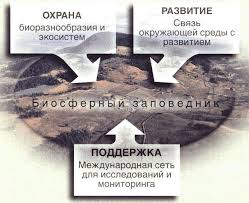 ОХРАНА
биоразнообразия и
экосистем
РАЗВИТИЕ
Связь
окружающей среды с
развитием
Биосферный заповедник
ПОДДЕРЖКА
Международная сеть
для исследований и
мониторинга